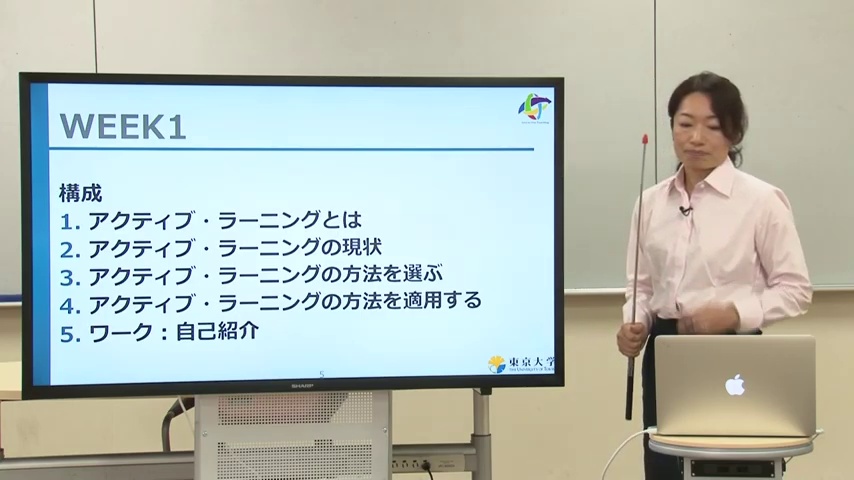 WEEK1
構成
1. アクティブ・ラーニングとは
2. アクティブ・ラーニングの現状
3. アクティブ・ラーニングの方法を選ぶ
4. アクティブ・ラーニングの方法を適用する
5. ワーク：自己紹介
5
東京大学
SHARP